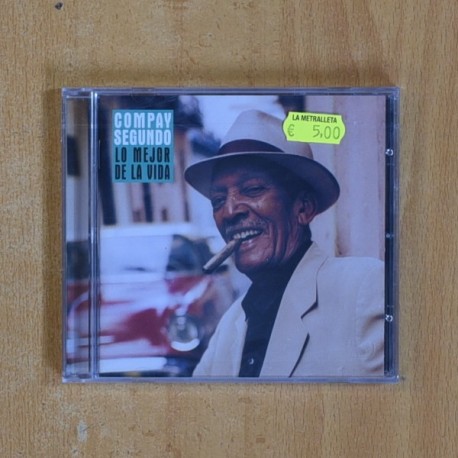 COMPAY
SEGUNDO
LO MEJOR
DE LA VIDA
LA METRALLETA
€ 5,00